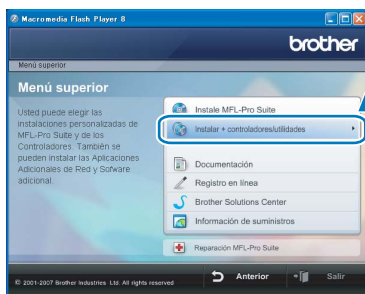 Macromedia Flash Player 8
brother
Menú superior
Menú superior
Usted puede elegir las
instalaciones personalizadas de
MFL-Pro Suite y de los
Controladores. También se
pueden instalar las Aplicaciones
Adicionales de Red y Sofware
adicional.
Instale MFL-Pro Suite
Instalar + controladores/utilidades
Documentación
Registro en línea
Brother Solutions Center
Información de suministros
Reparación MFL-Pro Suite
© 2001-2007 Brother Industries. Ltd. All rights reserved
Anterior
Salir